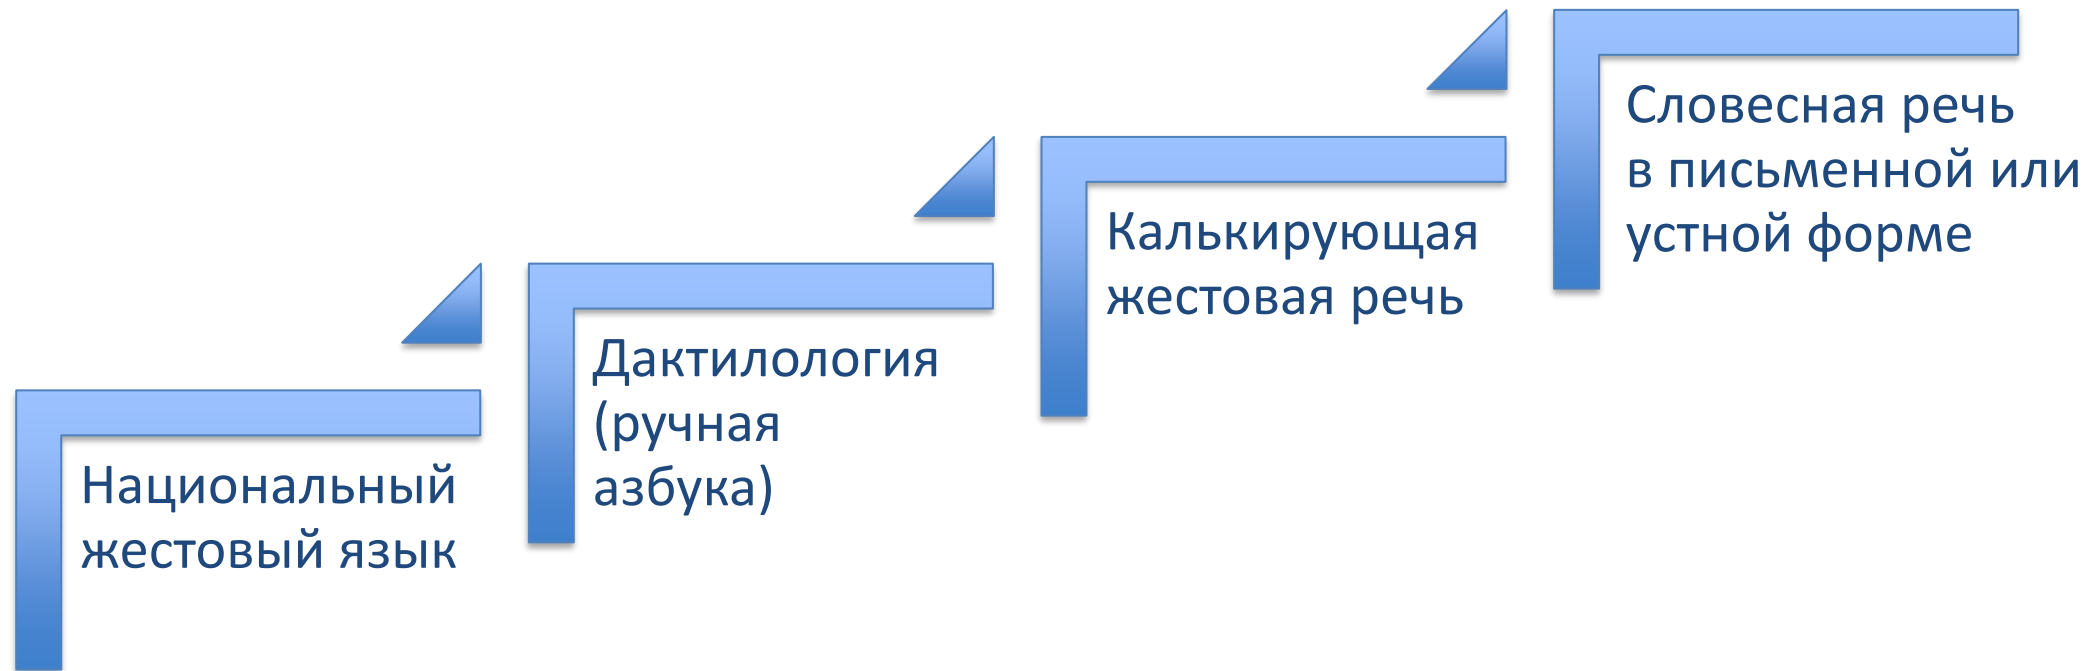 Национальный
жестовый язык
Дактилология
(ручная
азбука)
Калькирующая
жестовая речь
Словесная речь
в письменной или
устной форме